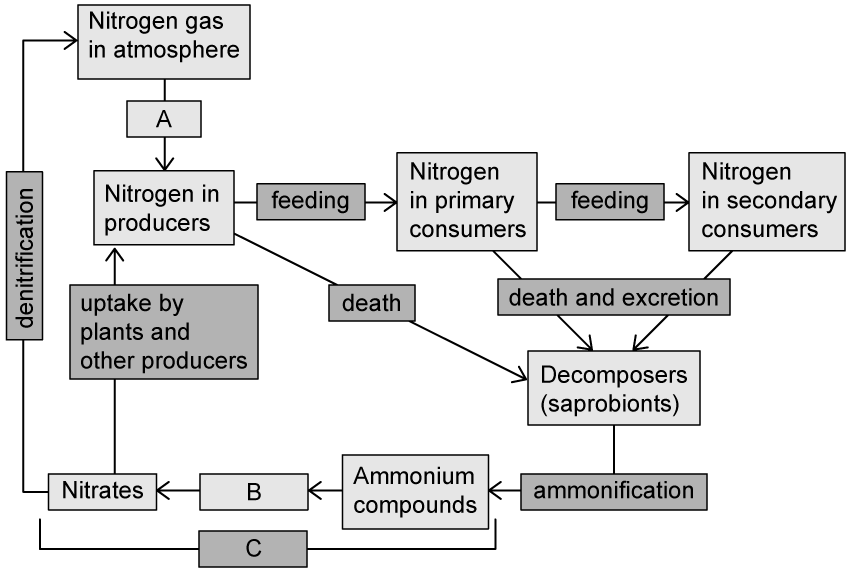 Nitrogen gas
in atmosphere
A
Nitrogen in
producers
feeding
Nitrogen
in primary
consumers
feeding
Nitrogen
in secondary
consumers
denitrification
uptake by
plants and
other producers
death
death and excretion
Decomposers
(saprobionts)
Nitrates
B
Ammonium
compounds
ammonification
C